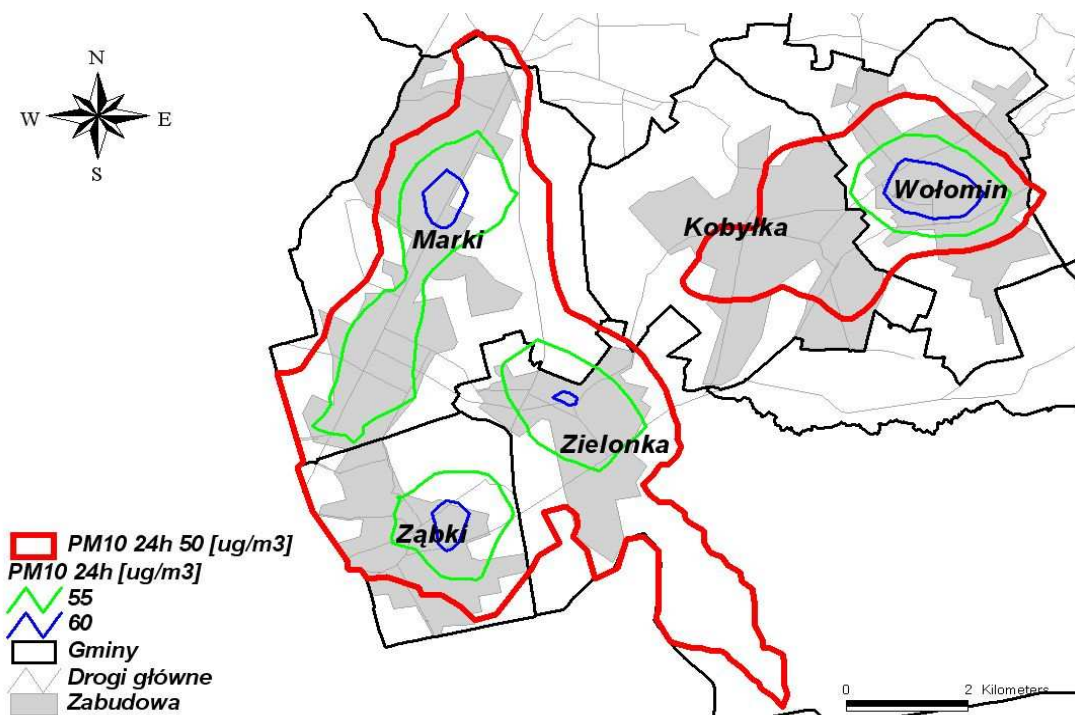 N
W E
S
Marki
Kobyłka
Wołomin
Zielonka
Ząbki
PM10 24h 50 [ug/m3]
PM10 24h [ug/m3]
55
60
Gminy
Drogi główne
Zabudowa
0 2 Kilometers